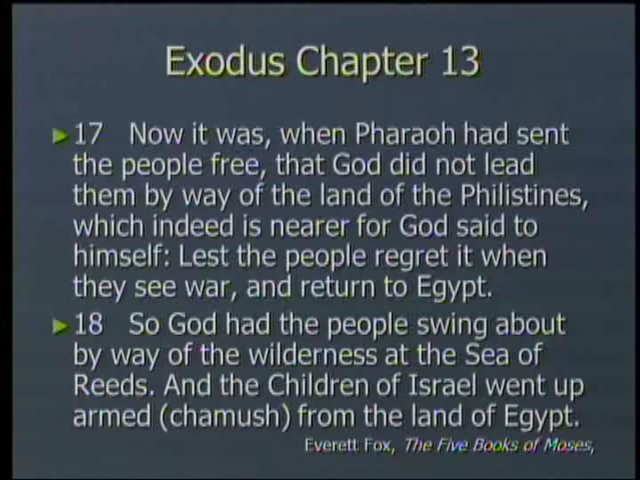 Exodus Chapter 13
17 Now it was, when Pharaoh had sent
the people free, that God did not lead
them by way of the land of the Philistines,
which indeed is nearer for God said to
himself: Lest the people regret it when
they see war, and return to Egypt.
18 So God had the people swing about
by way of the wilderness at the Sea of
Reeds. And the Children of Israel went up
armed (chamush) from the land of Egypt.
Everett Fox, The Five Books of Moses,